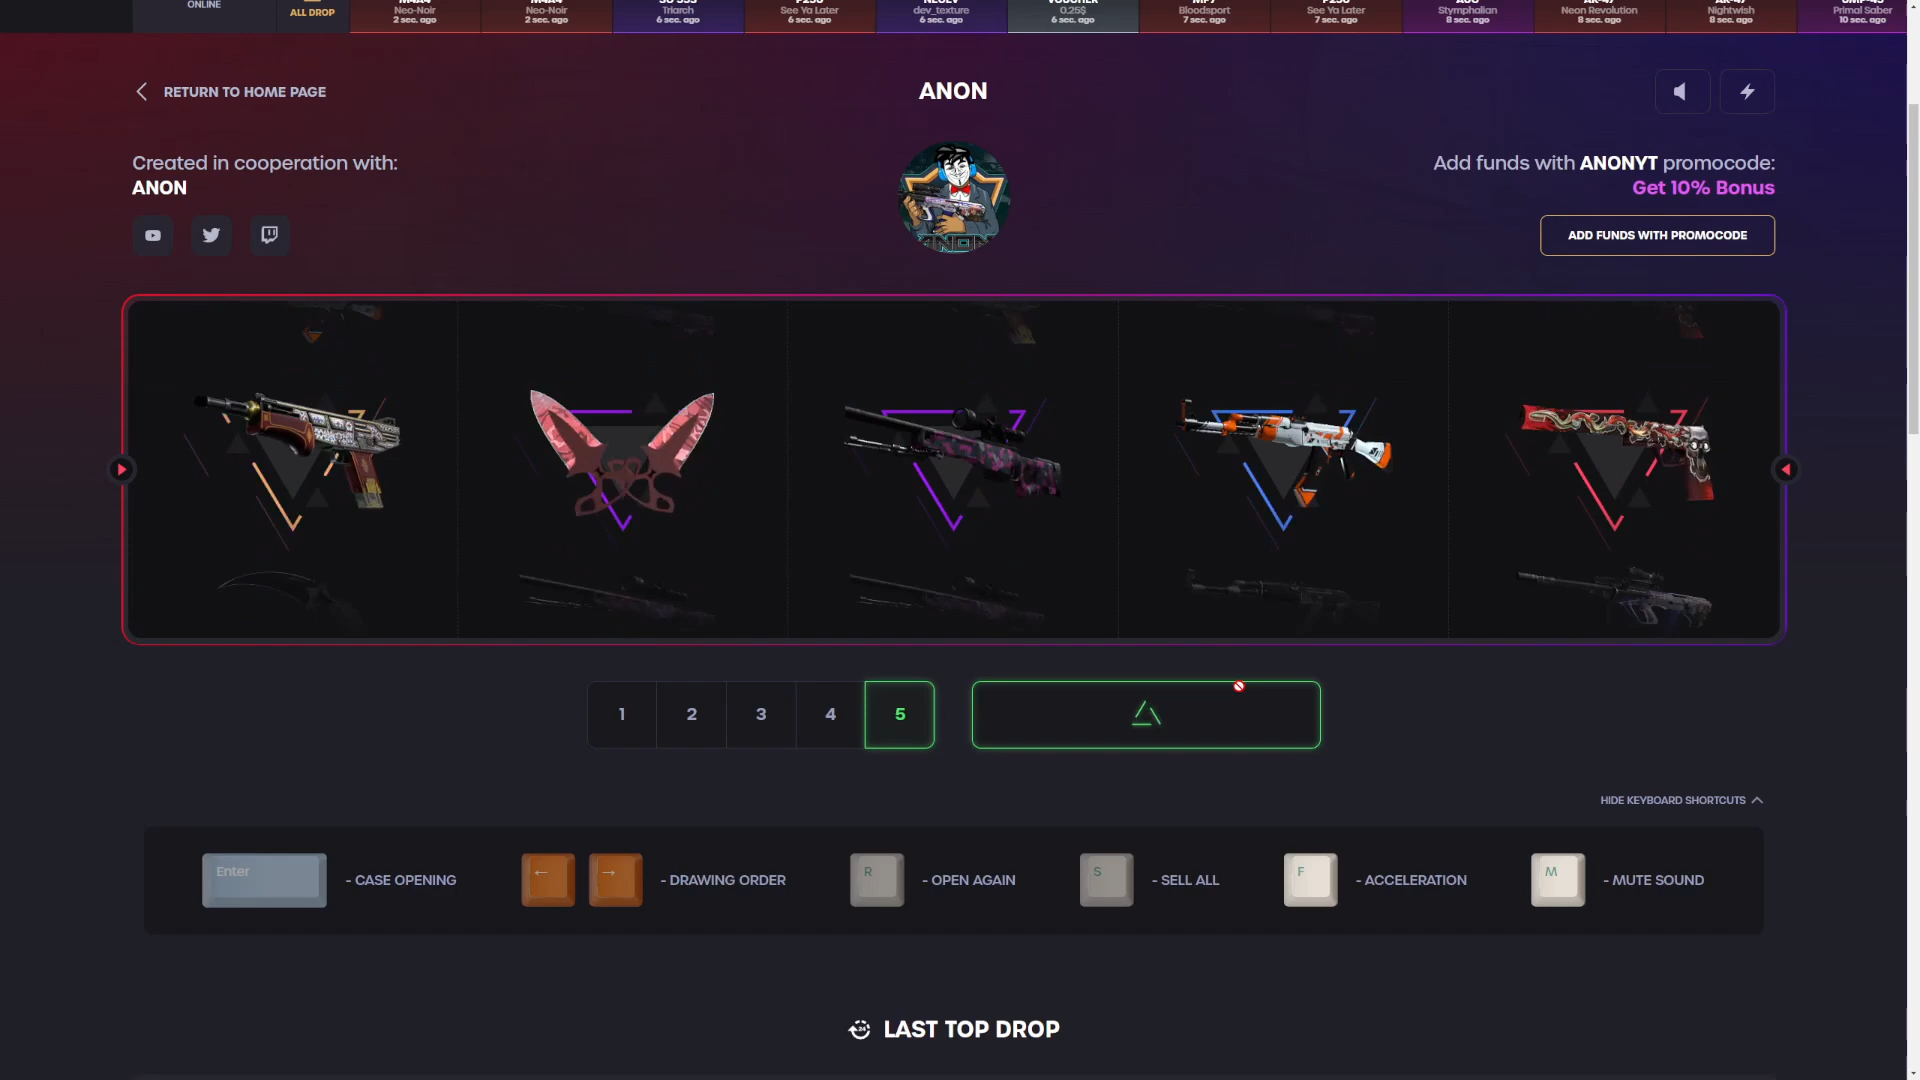 ONLINE
ALL DROP
Neo-Noir
2 sec. ago
Neo-Noir
2 sec. ago
Triarch
6 sec. ago
See Ya Later
6 sec. ago
dev_texture
6 sec. ago
0.25$
6 sec. ago
Bloodsport
7 sec. ago
See Ya Later
7 sec. ago
Stymphalian
8 sec. ago
Neon Revolution
8 sec. ago
Nightwish
8 sec. ago
Primal Saber
10 sec. ago
RETURN TO HOME PAGE
ANON
Created in cooperation with:
ANON
Add funds with ANONYT promocode:
Get 10% Bonus
ADD FUNDS WITH PROMOCODE
1
2
3
4
5
HIDE KEYBOARD SHORTCUTS
Enter
- CASE OPENING
←
→
- DRAWING ORDER
R
- OPEN AGAIN
S
- SELL ALL
F
- ACCELERATION
M
- MUTE SOUND
24
LAST TOP DROP